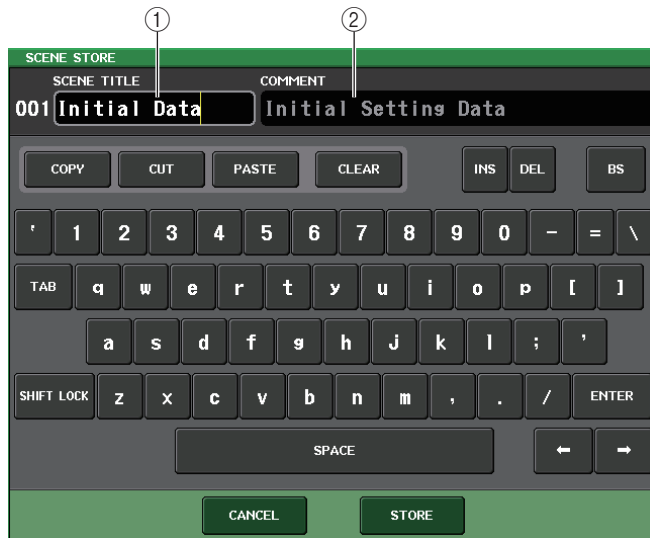 ① ②
SCENE STORE
SCENE TITLE COMMENT
001 Initial Data Initial Setting Data
COPY CUT PASTE CLEAR INS DEL BS
' 1 2 3 4 5 6 7 8 9 0 - = \
TAB q w e r t y u i o p [ ]
a s d f g h j k l ; '
SHIFT LOCK z x c v b n m , . / ENTER
SPACE ← →
CANCEL STORE